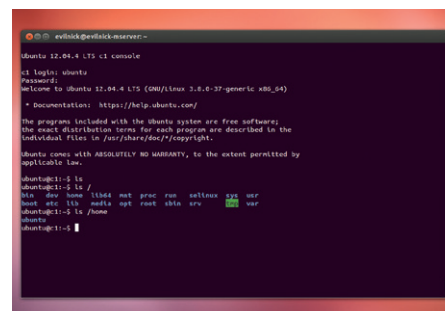 evilnick@evilnick-mserver: ~
Ubuntu 12.04.4 LTS c1 console
c1 login: ubuntu
Password:
Welcome to Ubuntu 12.04.4 LTS (GNU/Linux 3.8.0-37-generic x86_64)
* Documentation: https://help.ubuntu.com/
The programs included with the Ubuntu system are free software;
the exact distribution terms for each program are described in the
individual files in /usr/share/doc/*/copyright.
Ubuntu comes with ABSOLUTELY NO WARRANTY, to the extent permitted by
applicable law.
ubuntu@c1:~$ ls
ubuntu@c1:~$ ls /
bin dev home lib64 mnt proc run selinux sys usr
boot etc lib media opt root sbin srv tmp var
ubuntu@c1:~$ ls /home
ubuntu
ubuntu@c1:~$